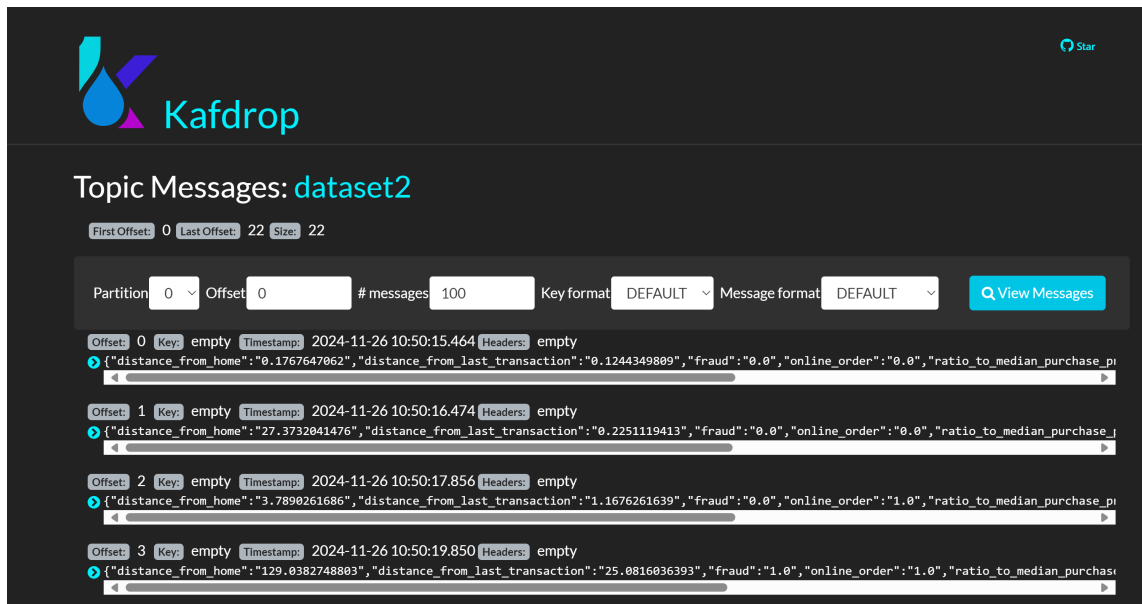 Star
Kafdrop
Topic Messages: dataset2
First Offset: 0 Last Offset: 22 Size: 22
Partition 0 Offset 0 # messages 100 Key format DEFAULT Message format DEFAULT View Messages
Offset: 0 Key: empty Timestamp: 2024-11-26 10:50:15.464 Headers: empty
{"distance_from_home":"0.1767647062","distance_from_last_transaction":"0.1244349809","fraud":"0.0","online_order":"0.0","ratio_to_median_purchase_p
Offset: 1 Key: empty Timestamp: 2024-11-26 10:50:16.474 Headers: empty
{"distance_from_home":"27.3732041476","distance_from_last_transaction":"0.2251119413","fraud":"0.0","online_order":"0.0","ratio_to_median_purchase_
Offset: 2 Key: empty Timestamp: 2024-11-26 10:50:17.856 Headers: empty
{"distance_from_home":"3.7890261686","distance_from_last_transaction":"1.1676261639","fraud":"0.0","online_order":"1.0","ratio_to_median_purchase_p
Offset: 3 Key: empty Timestamp: 2024-11-26 10:50:19.850 Headers: empty
{"distance_from_home":"129.0382748803","distance_from_last_transaction":"25.0816036393","fraud":"1.0","online_order":"1.0","ratio_to_median_purchas